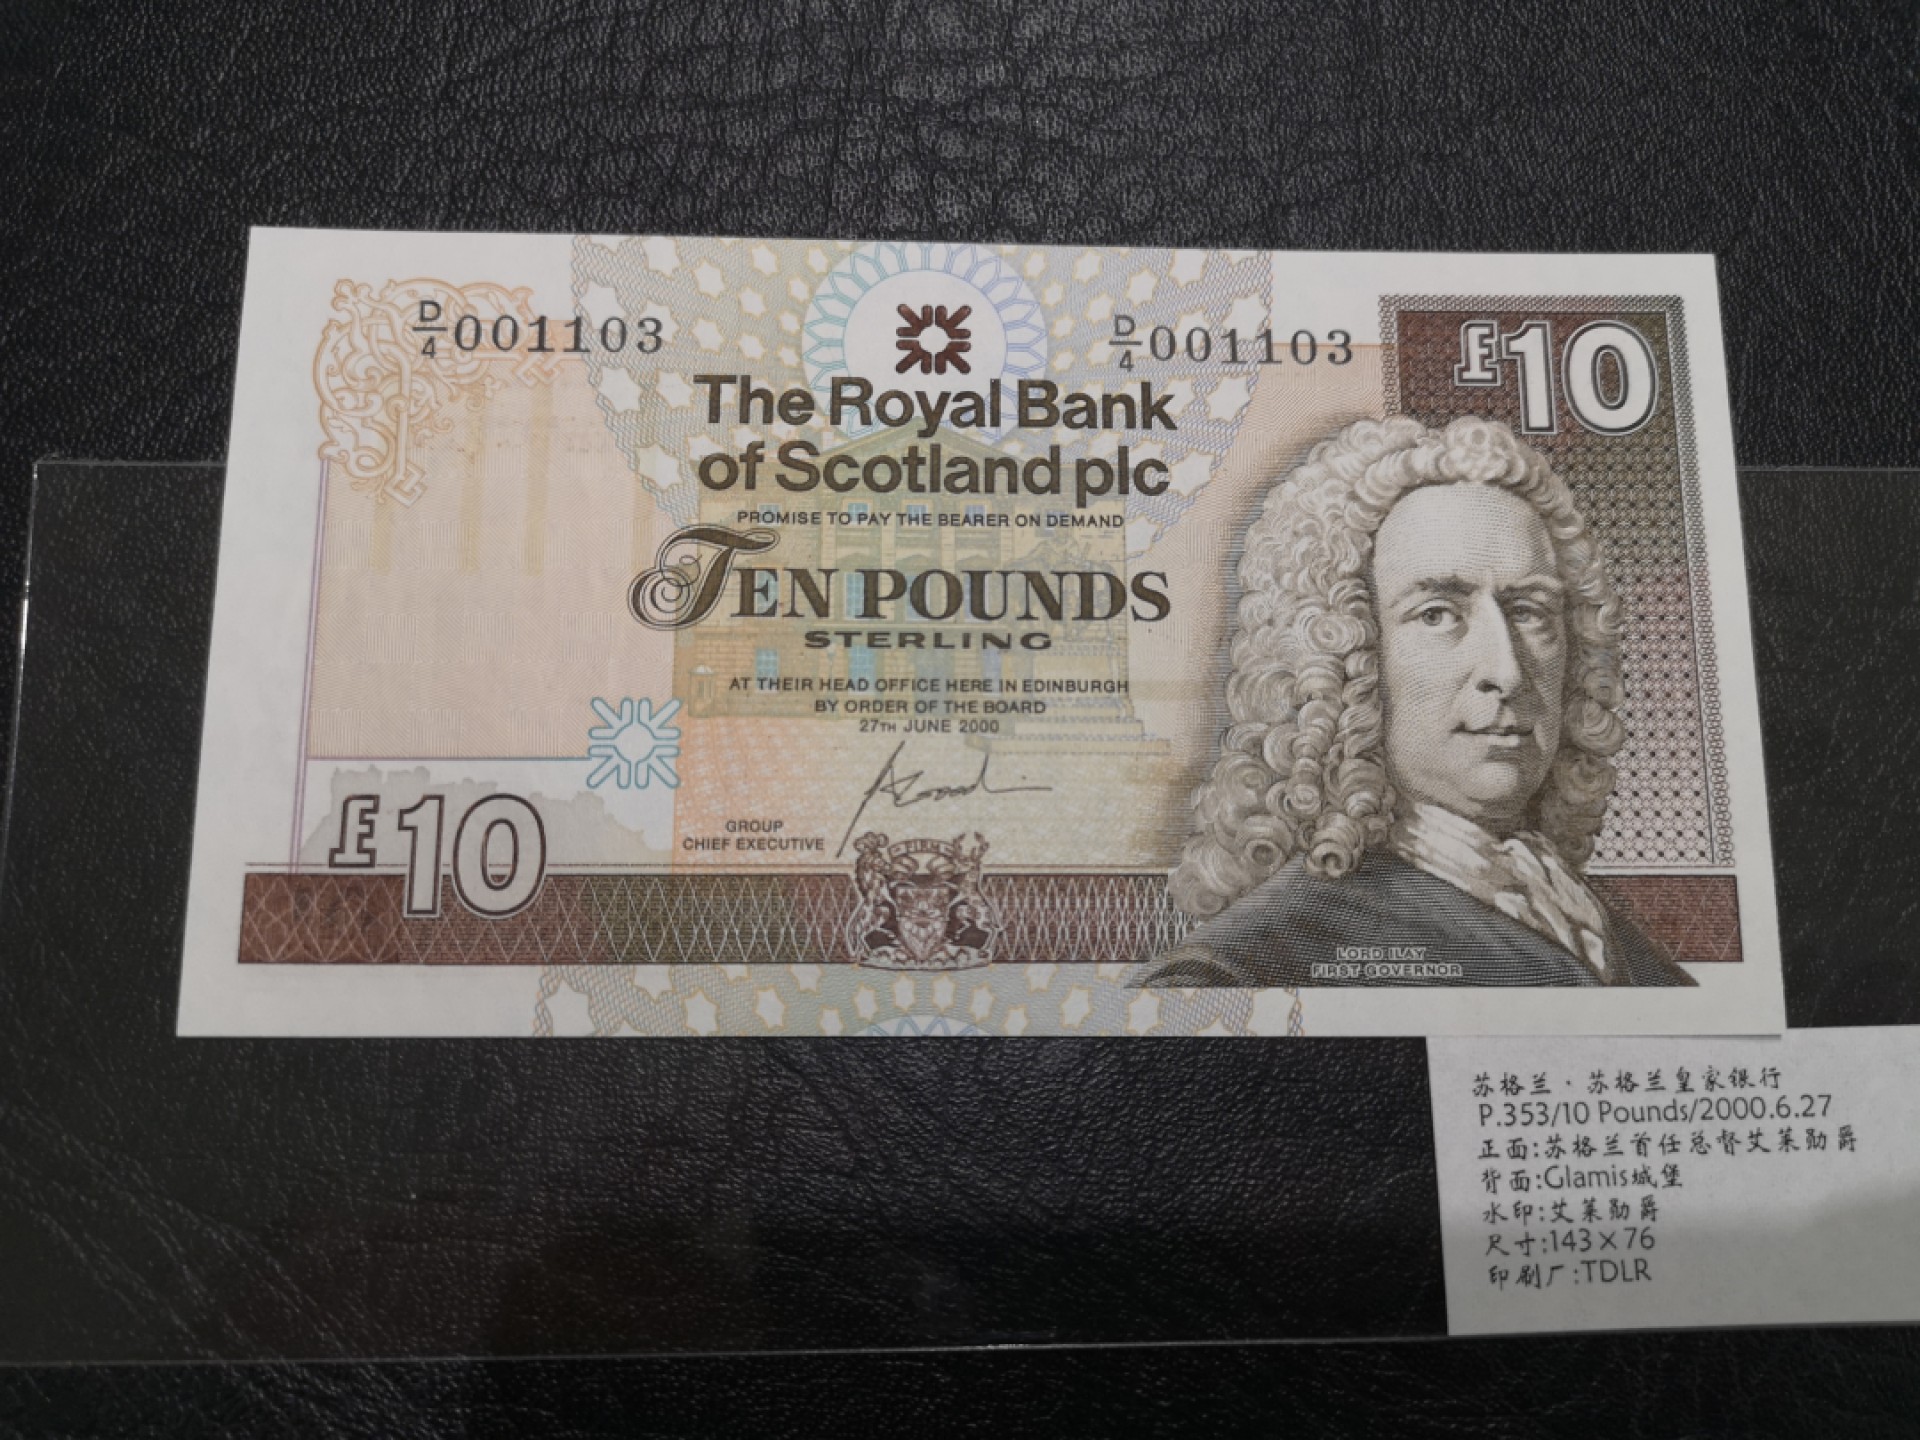 D/4 001103
D/4 001103
£10
The Royal Bank
of Scotland plc
PROMISE TO PAY THE BEARER ON DEMAND
TEN POUNDS
STERLING
AT THEIR HEAD OFFICE HERE IN EDINBURGH
BY ORDER OF THE BOARD
27TH JUNE 2000
GROUP
CHIEF EXECUTIVE
£10
FIRM
LORD ILAY
FIRST GOVERNOR
苏格兰·苏格兰皇家银行
P.353/10 Pounds/2000.6.27
正面:苏格兰首任总督艾莱勋爵
背面:Glamis城堡
水印:艾莱勋爵
尺寸:143×76
印刷厂:TDLR